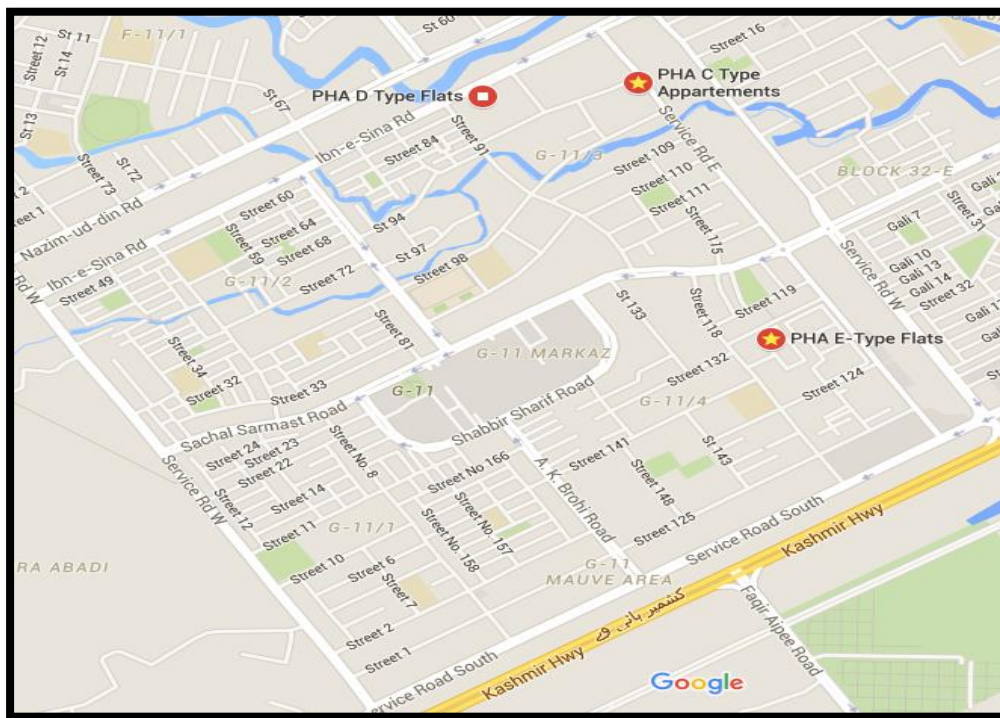 St 60
Street 16
St 11
F-11/1
Street 12
St 14
PHA C Type
Appartements
PHA D Type Flats
St 67
St 13
Ibn-e-Sina Rd
Street 84
Street 91
Service Rd E
St 72
Street 73
G-11/3
Street 109
Street 110
Street 111
BLOCK 32-E
Street 1
Nazim-ud-din Rd
Street 60
Street 64
Street 68
Street 59
St 94
St 97
Street 98
Street 115
Gali 7
Street 31
Ibn-e-Sina Rd
Street 49
G-11/2
Street 72
Service Rd W
Gali 10
Gali 13
Gali 14
Street 32
Rd W
Street 81
St 133
Street 118
Street 119
PHA E-Type Flats
G-11 MARKAZ
Street 34
Street 32
Street 33
G-11
Street 132
Street 124
G-11/4
Sachal Sarmast Road
Shabbir Sharif Road
Street 24
Street 23
Street 22
Street No. 8
Street No 166
A. K. Brohi Road
Street 141
St 143
Service Rd W
Street 12
Street 14
Street 11
Street 148
G-11/1
Street No. 157
Street No. 158
Street 125
Service Road South
Kashmir Hwy
RA ABADI
Street 10
Street 6
Street 7
G-11
MAUVE AREA
کشمیر ہائی وے
Faqir Aipee Road
Street 2
Street 1
Kashmir Hwy
Service Road South
Google